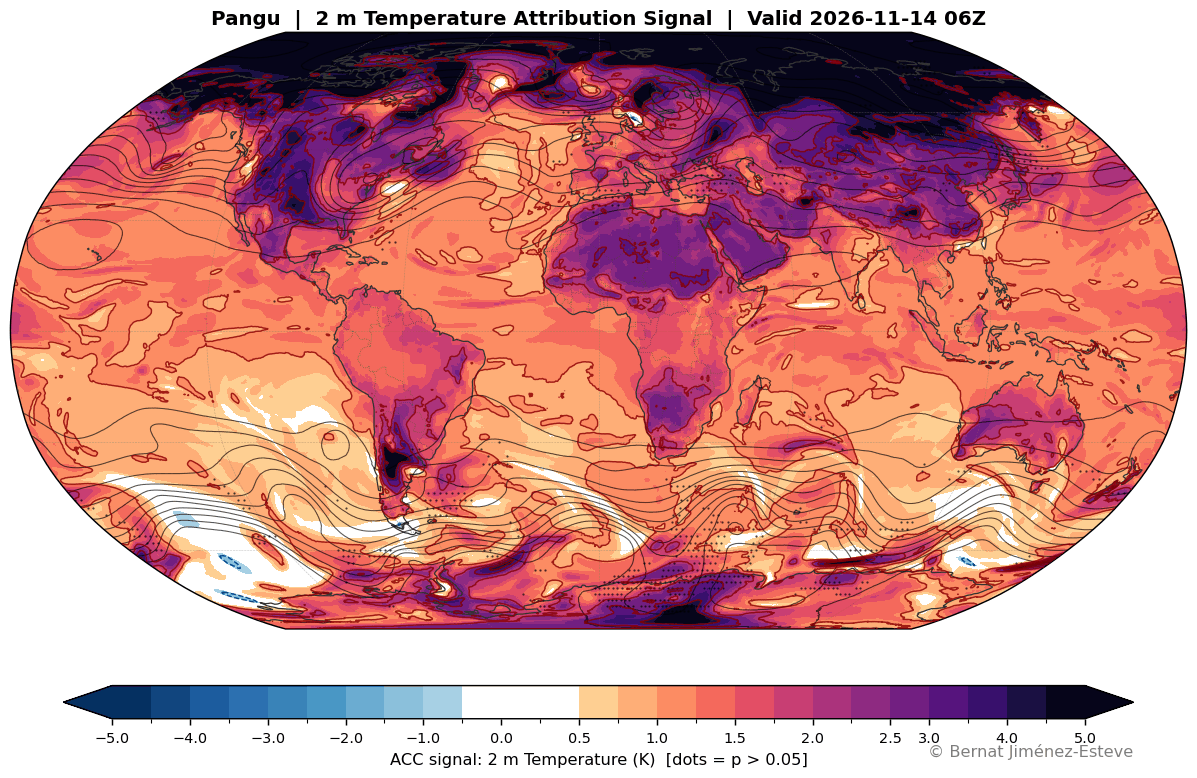 Pangu | 2 m Temperature Attribution Signal | Valid 2026-11-14 06Z
−5.0 −4.0 −3.0 −2.0 −1.0 0.0 0.5 1.0 1.5 2.0 2.5 3.0 4.0 5.0
ACC signal: 2 m Temperature (K) [dots = p > 0.05]
© Bernat Jiménez-Esteve